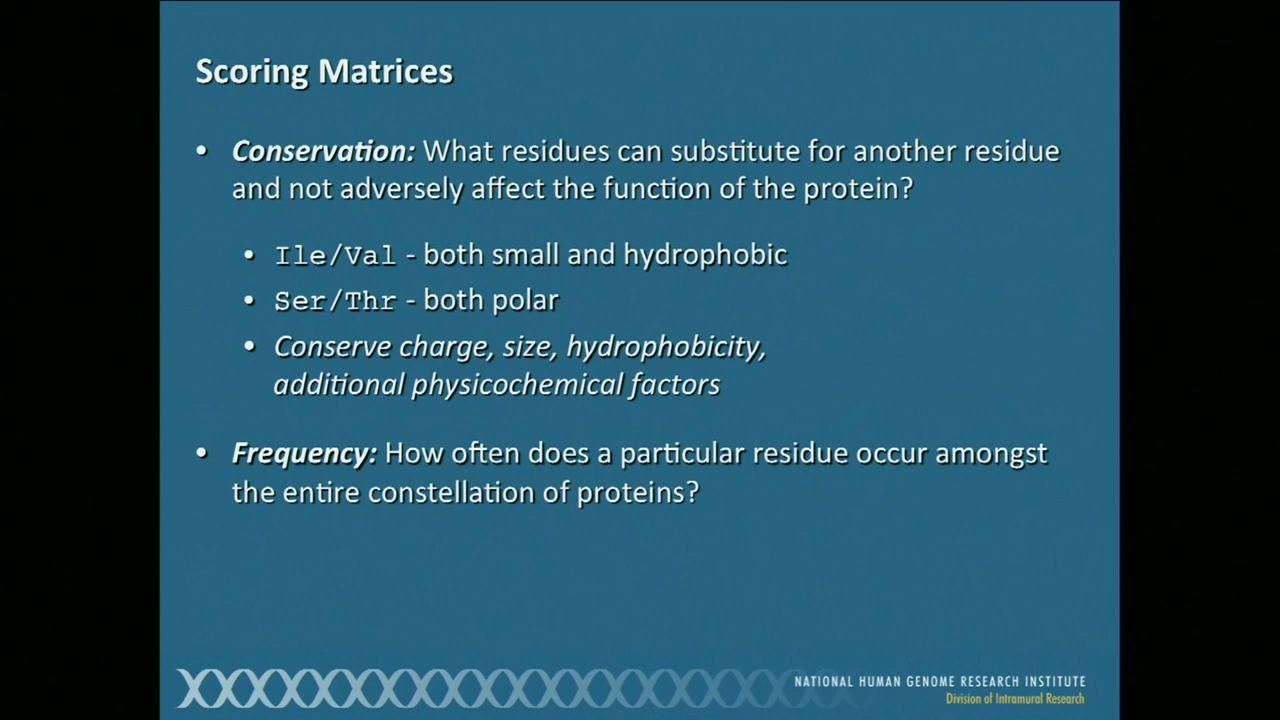 Scoring Matrices
• Conservation: What residues can substitute for another residue
and not adversely affect the function of the protein?
• Ile/Val - both small and hydrophobic
• Ser/Thr - both polar
• Conserve charge, size, hydrophobicity,
additional physicochemical factors
• Frequency: How often does a particular residue occur amongst
the entire constellation of proteins?
NATIONAL HUMAN GENOME RESEARCH INSTITUTE
Division of Intramural Research